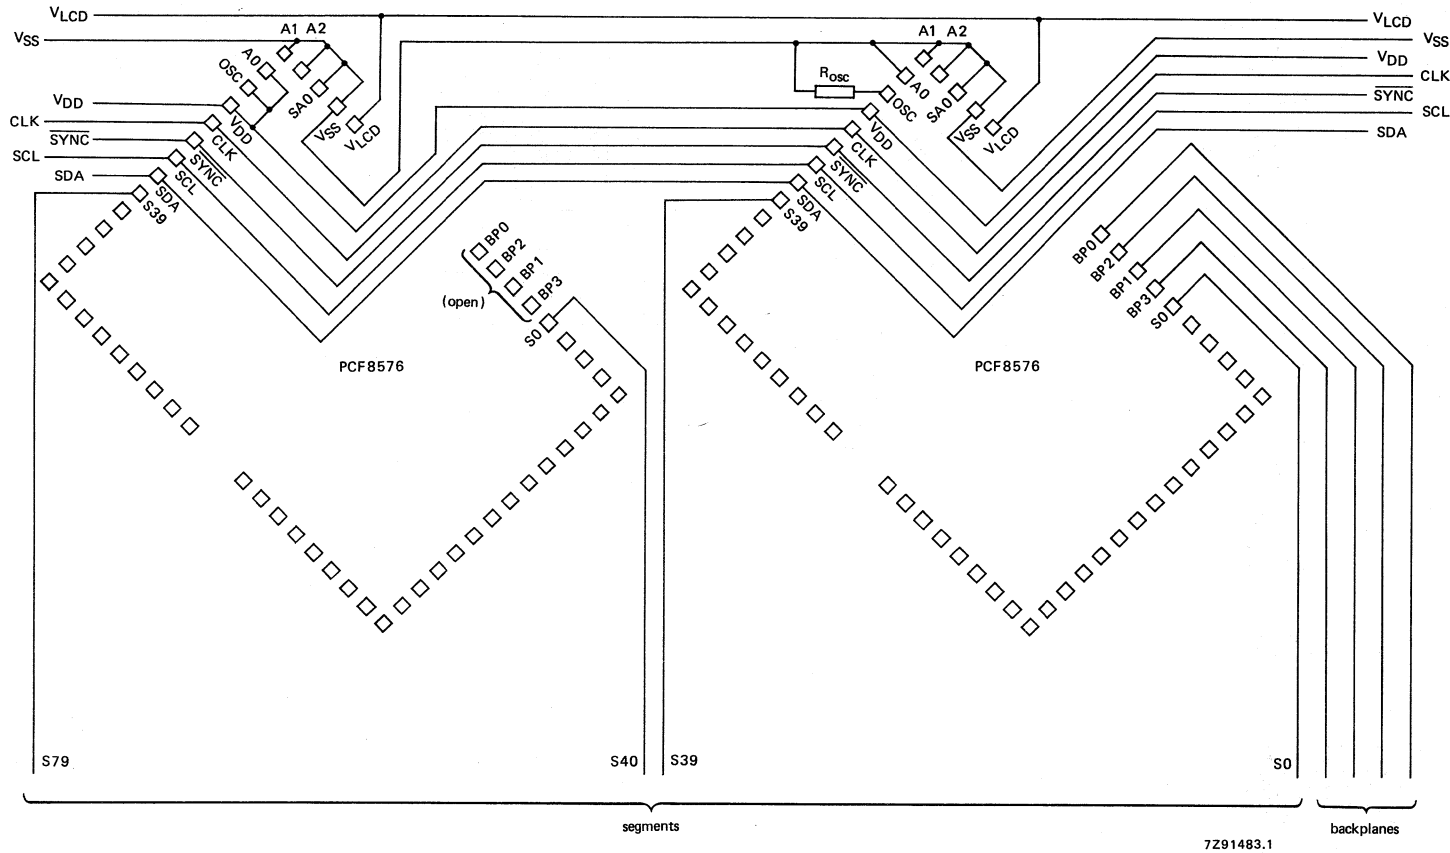 VLCD
VSS
A1 A2
A0
OSC
SA0
VSS
VLCD
VDD
CLK
SYNC
SCL
SDA
VDD
CLK
SYNC
SCL
SDA
S39
BP0
BP2
BP1
BP3
(open)
S0
PCF8576
A1 A2
Rosc
A0
OSC
SA0
VSS
VLCD
VDD
CLK
SYNC
SCL
SDA
S39
BP0
BP2
BP1
BP3
S0
PCF8576
VLCD
VSS
VDD
CLK
SYNC
SCL
SDA
S79
S40
S39
S0
segments
backplanes
7Z91483.1